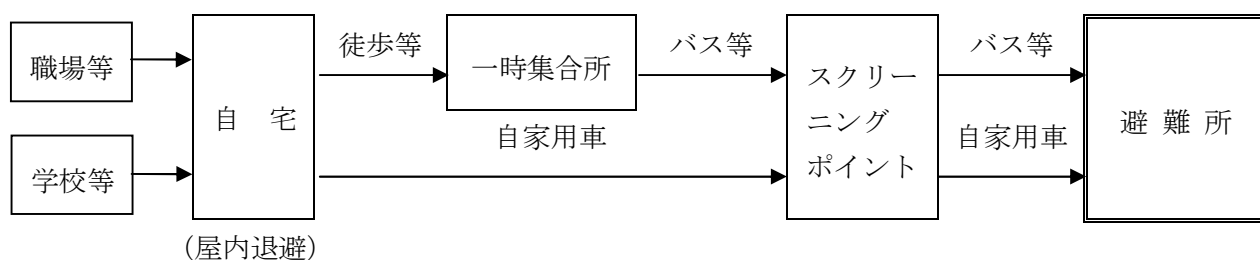 職場等
学校等
自　宅
(屋内退避)
徒歩等
一時集合所
自家用車
バス等
スクリー
ニング
ポイント
バス等
自家用車
避 難 所